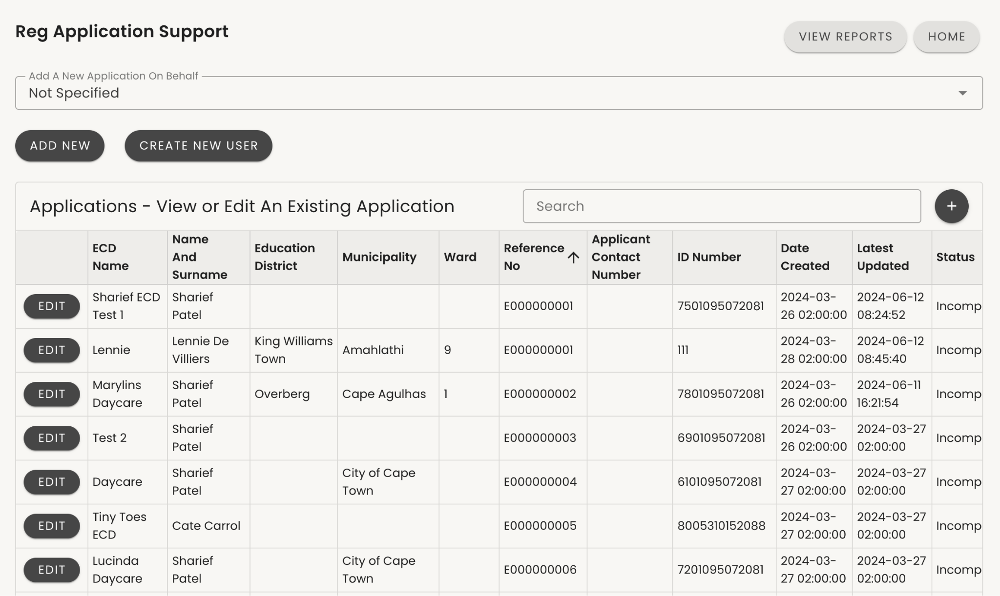 Reg Application Support
VIEW REPORTS
HOME
Add A New Application On Behalf
Not Specified
ADD NEW
CREATE NEW USER
Applications - View or Edit An Existing Application
Search
+
ECD Name
Name And Surname
Education District
Municipality
Ward
Reference No
Applicant Contact Number
ID Number
Date Created
Latest Updated
Status
EDIT
Sharief ECD Test 1
Sharief Patel
E000000001
7501095072081
2024-03-26 02:00:00
2024-06-12 08:24:52
Incomp
EDIT
Lennie
Lennie De Villiers
King Williams Town
Amahlathi
9
E000000001
111
2024-03-28 02:00:00
2024-06-12 08:45:40
Incomp
EDIT
Marylins Daycare
Sharief Patel
Overberg
Cape Agulhas
1
E000000002
7801095072081
2024-03-26 02:00:00
2024-06-11 16:21:54
Incomp
EDIT
Test 2
Sharief Patel
E000000003
6901095072081
2024-03-26 02:00:00
2024-03-27 02:00:00
Incomp
EDIT
Daycare
Sharief Patel
City of Cape Town
E000000004
6101095072081
2024-03-27 02:00:00
2024-03-27 02:00:00
Incomp
EDIT
Tiny Toes ECD
Cate Carrol
E000000005
8005310152088
2024-03-27 02:00:00
2024-03-27 02:00:00
Incomp
EDIT
Lucinda Daycare
Sharief Patel
City of Cape Town
E000000006
7201095072081
2024-03-27 02:00:00
2024-03-27 02:00:00
Incomp